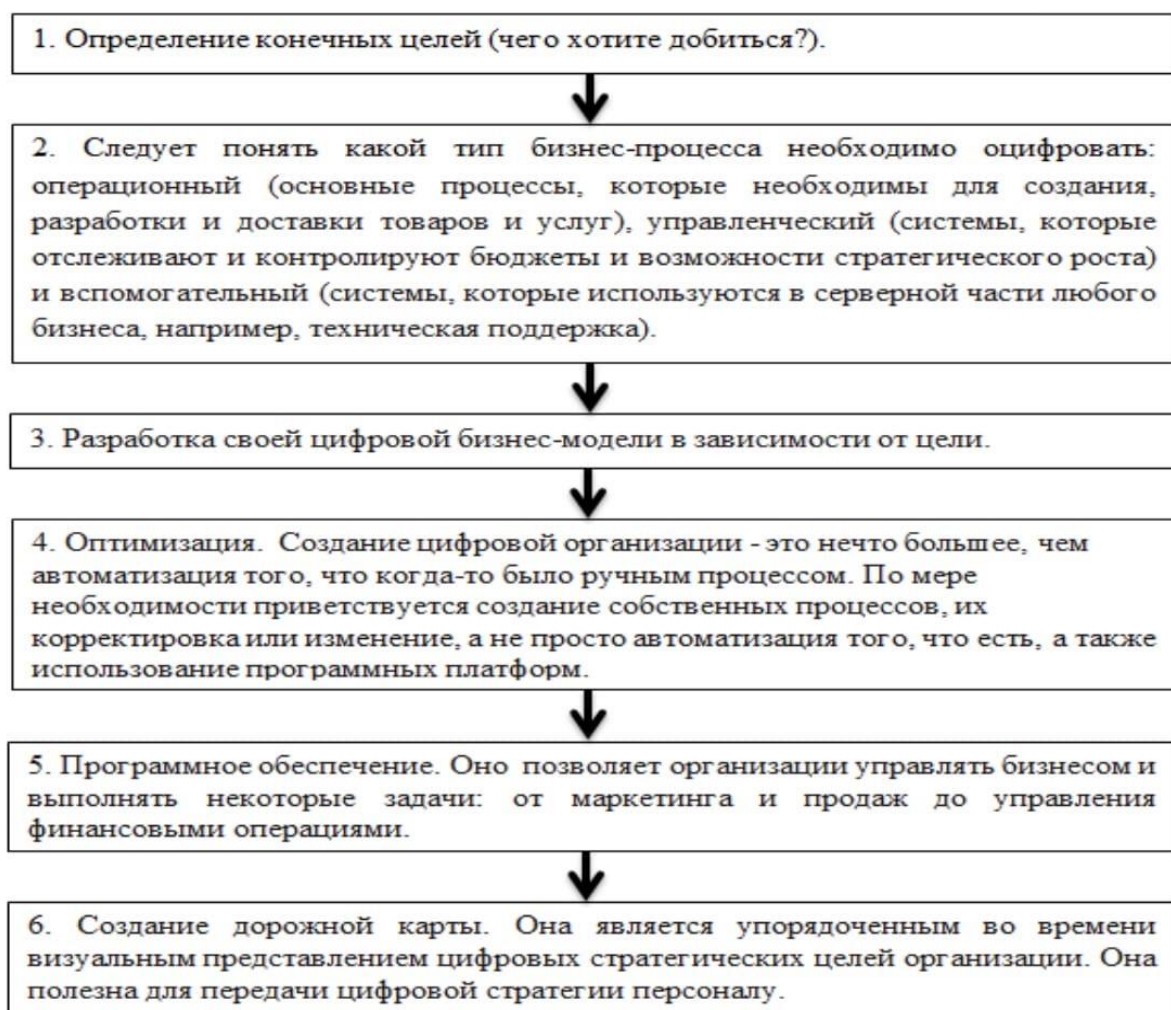 1. Определение конечных целей (чего хотите добиться?).
2. Следует понять какой тип бизнес-процесса необходимо оцифровать:
операционный (основные процессы, которые необходимы для создания,
разработки и доставки товаров и услуг), управленческий (системы, которые
отслеживают и контролируют бюджеты и возможности стратегического роста)
и вспомогательный (системы, которые используются в серверной части любого
бизнеса, например, техническая поддержка).
3. Разработка своей цифровой бизнес-модели в зависимости от цели.
4. Оптимизация. Создание цифровой организации - это нечто большее, чем
автоматизация того, что когда-то было ручным процессом. По мере
необходимости приветствуется создание собственных процессов, их
корректировка или изменение, а не просто автоматизация того, что есть, а также
использование программных платформ.
5. Программное обеспечение. Оно позволяет организации управлять бизнесом и
выполнять некоторые задачи: от маркетинга и продаж до управления
финансовыми операциями.
6. Создание дорожной карты. Она является упорядоченным во времени
визуальным представлением цифровых стратегических целей организации. Она
полезна для передачи цифровой стратегии персоналу.